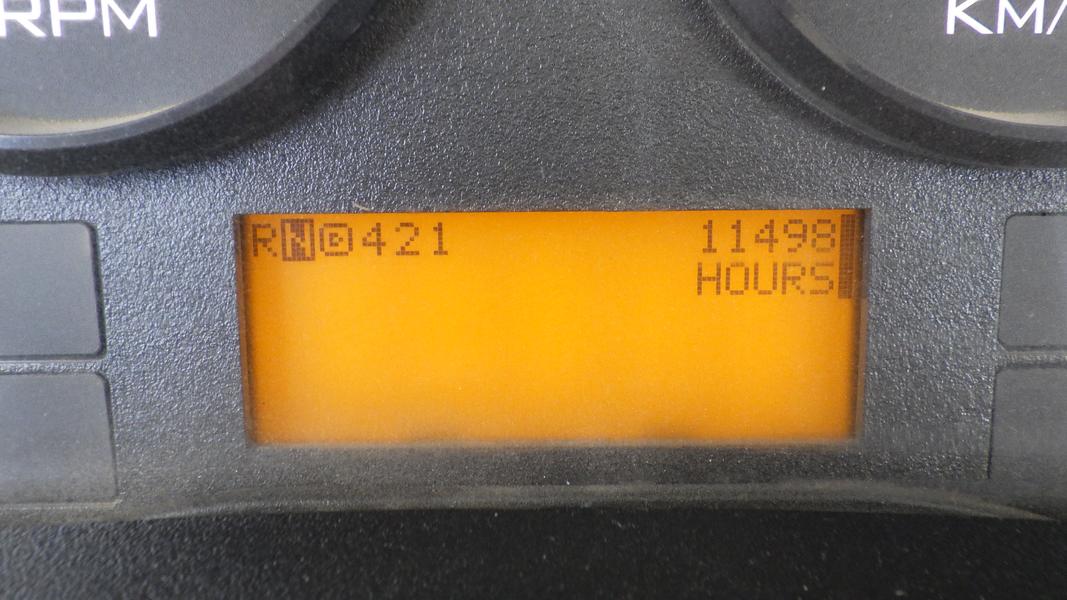 RPM
KM/
RND421
11498
HOURS